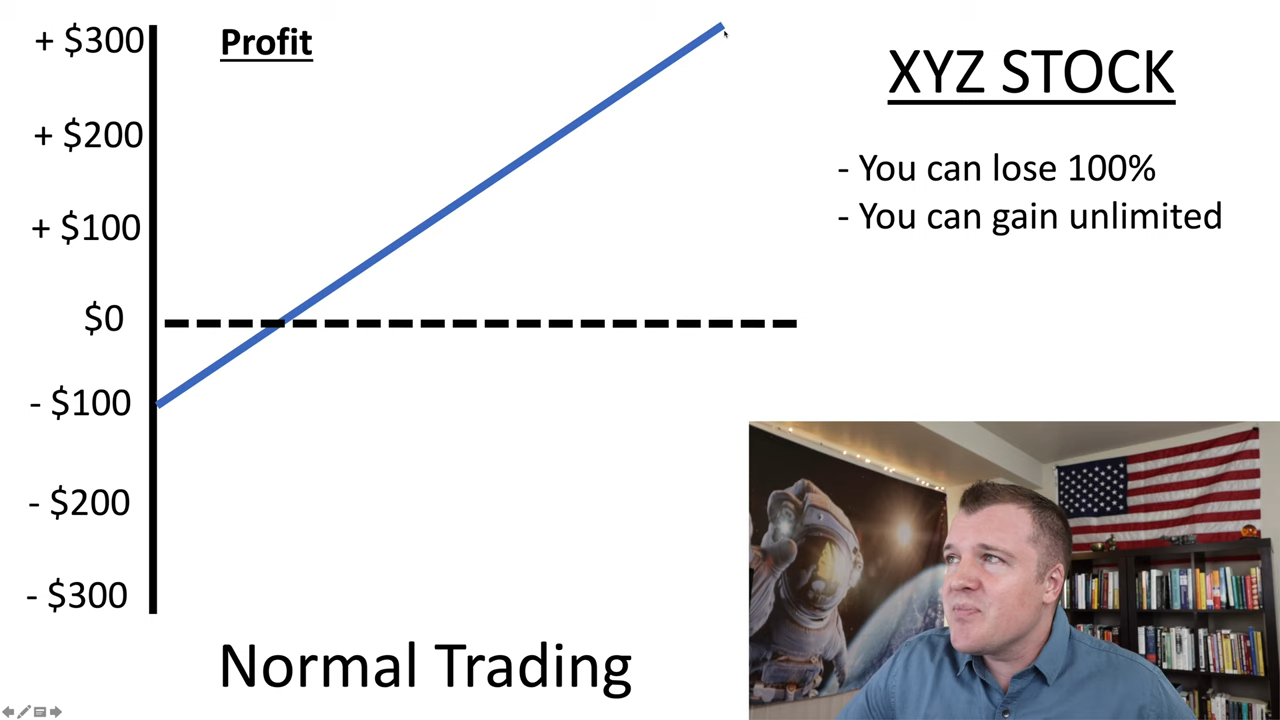 Profit
XYZ STOCK
- You can lose 100%
- You can gain unlimited
+ $300
+ $200
+ $100
$0
- $100
- $200
- $300
Normal Trading